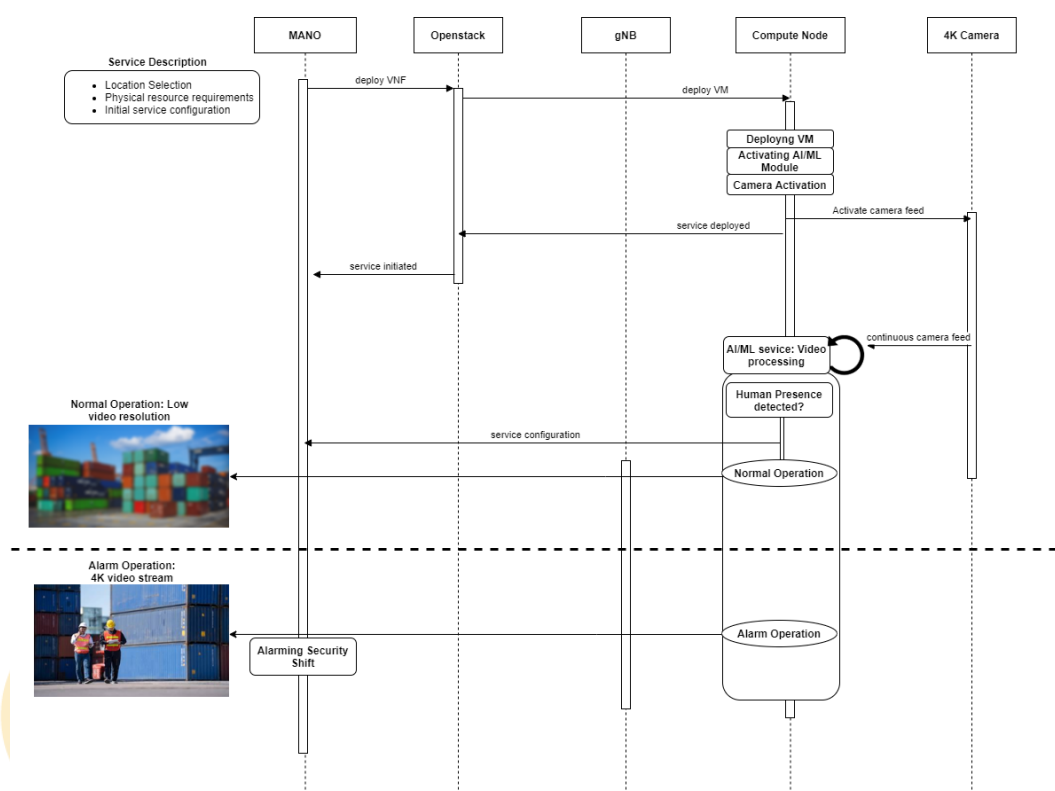 MANO
Openstack
gNB
Compute Node
4K Camera
Service Description
Location Selection
Physical resource requirements
Initial service configuration
deploy VNF
deploy VM
Deployng VM
Activating AI/ML
Module
Camera Activation
Activate camera feed
service deployed
service initiated
continuous camera feed
AI/ML sevice: Video
processing
Human Presence
detected?
Normal Operation: Low
video resolution
service configuration
Normal Operation
Alarm Operation:
4K video stream
Alarm Operation
Alarming Security
Shift